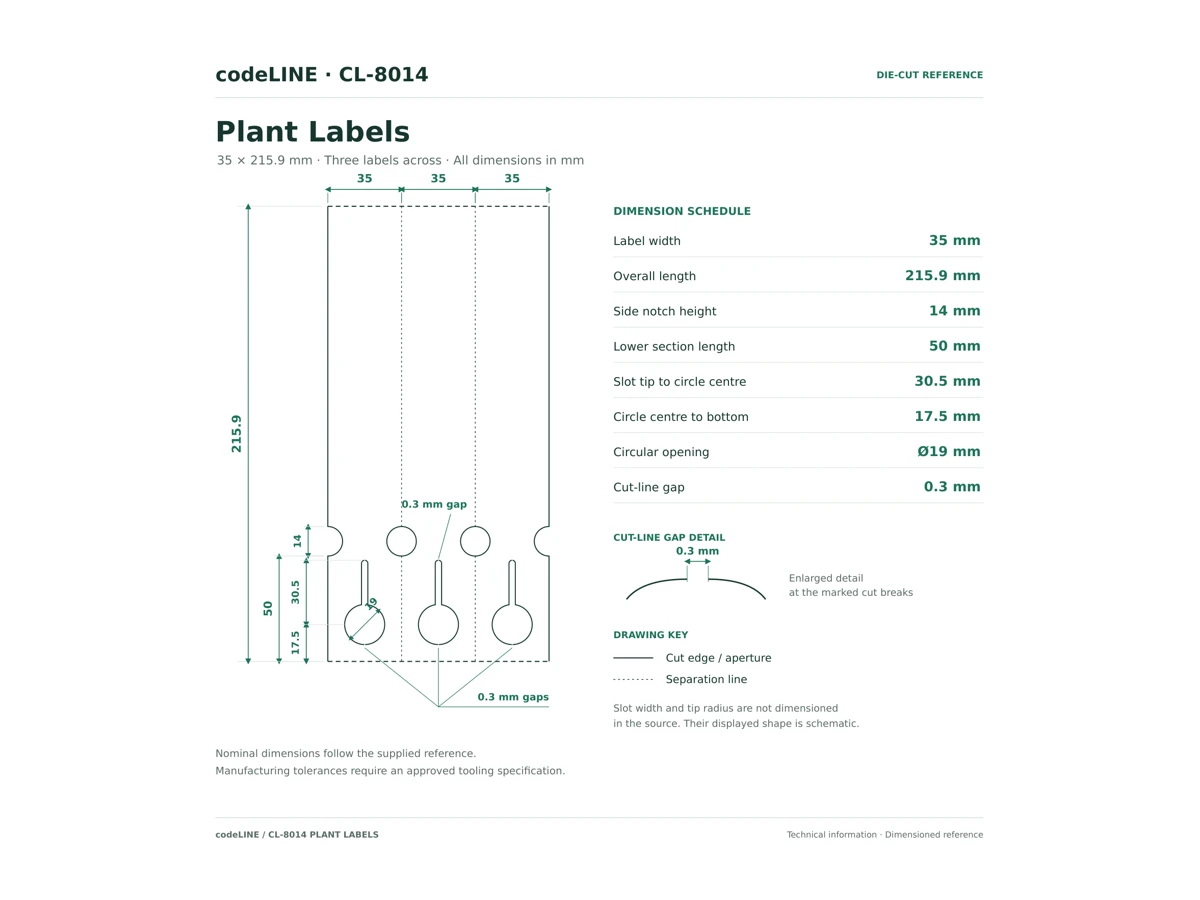 codeLINE · CL-8014
DIE-CUT REFERENCE
Plant Labels
35 × 215.9 mm · Three labels across · All dimensions in mm
35 35 35
215.9
0.3 mm gap
14
50
30.5
17.5
19
0.3 mm gaps
DIMENSION SCHEDULE
Label width 35 mm
Overall length 215.9 mm
Side notch height 14 mm
Lower section length 50 mm
Slot tip to circle centre 30.5 mm
Circle centre to bottom 17.5 mm
Circular opening Ø19 mm
Cut-line gap 0.3 mm
CUT-LINE GAP DETAIL
0.3 mm
Enlarged detail
at the marked cut breaks
DRAWING KEY
Cut edge / aperture
Separation line
Slot width and tip radius are not dimensioned
in the source. Their displayed shape is schematic.
Nominal dimensions follow the supplied reference.
Manufacturing tolerances require an approved tooling specification.
codeLINE / CL-8014 PLANT LABELS
Technical information · Dimensioned reference